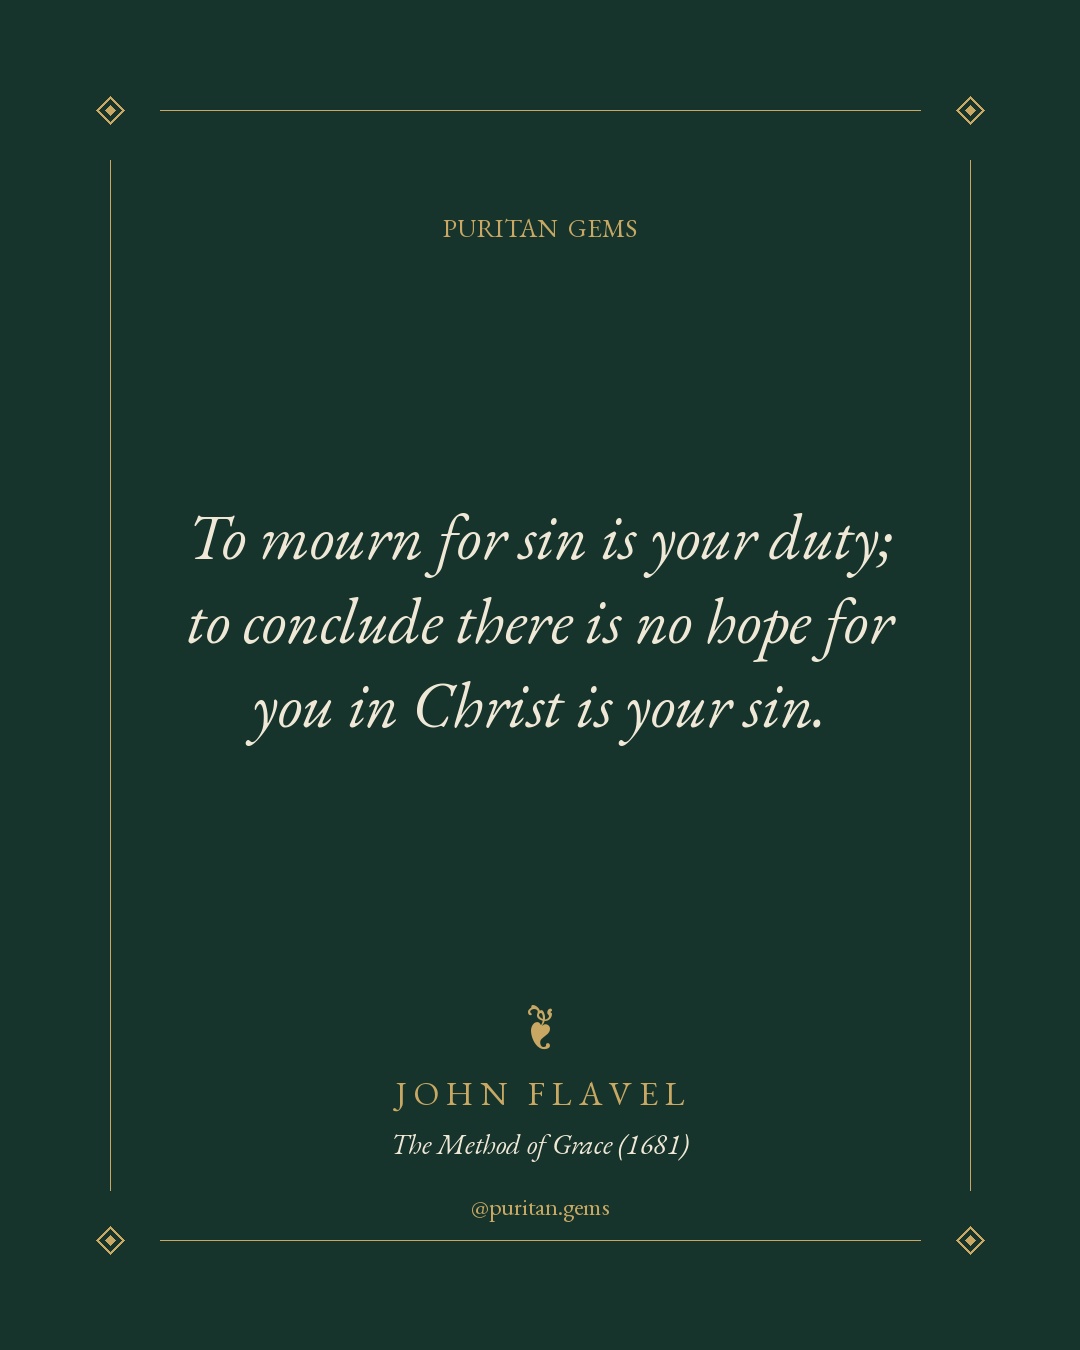 PURITAN GEMS
To mourn for sin is your duty;
to conclude there is no hope for
you in Christ is your sin.
JOHN FLAVEL
The Method of Grace (1681)
@puritan.gems